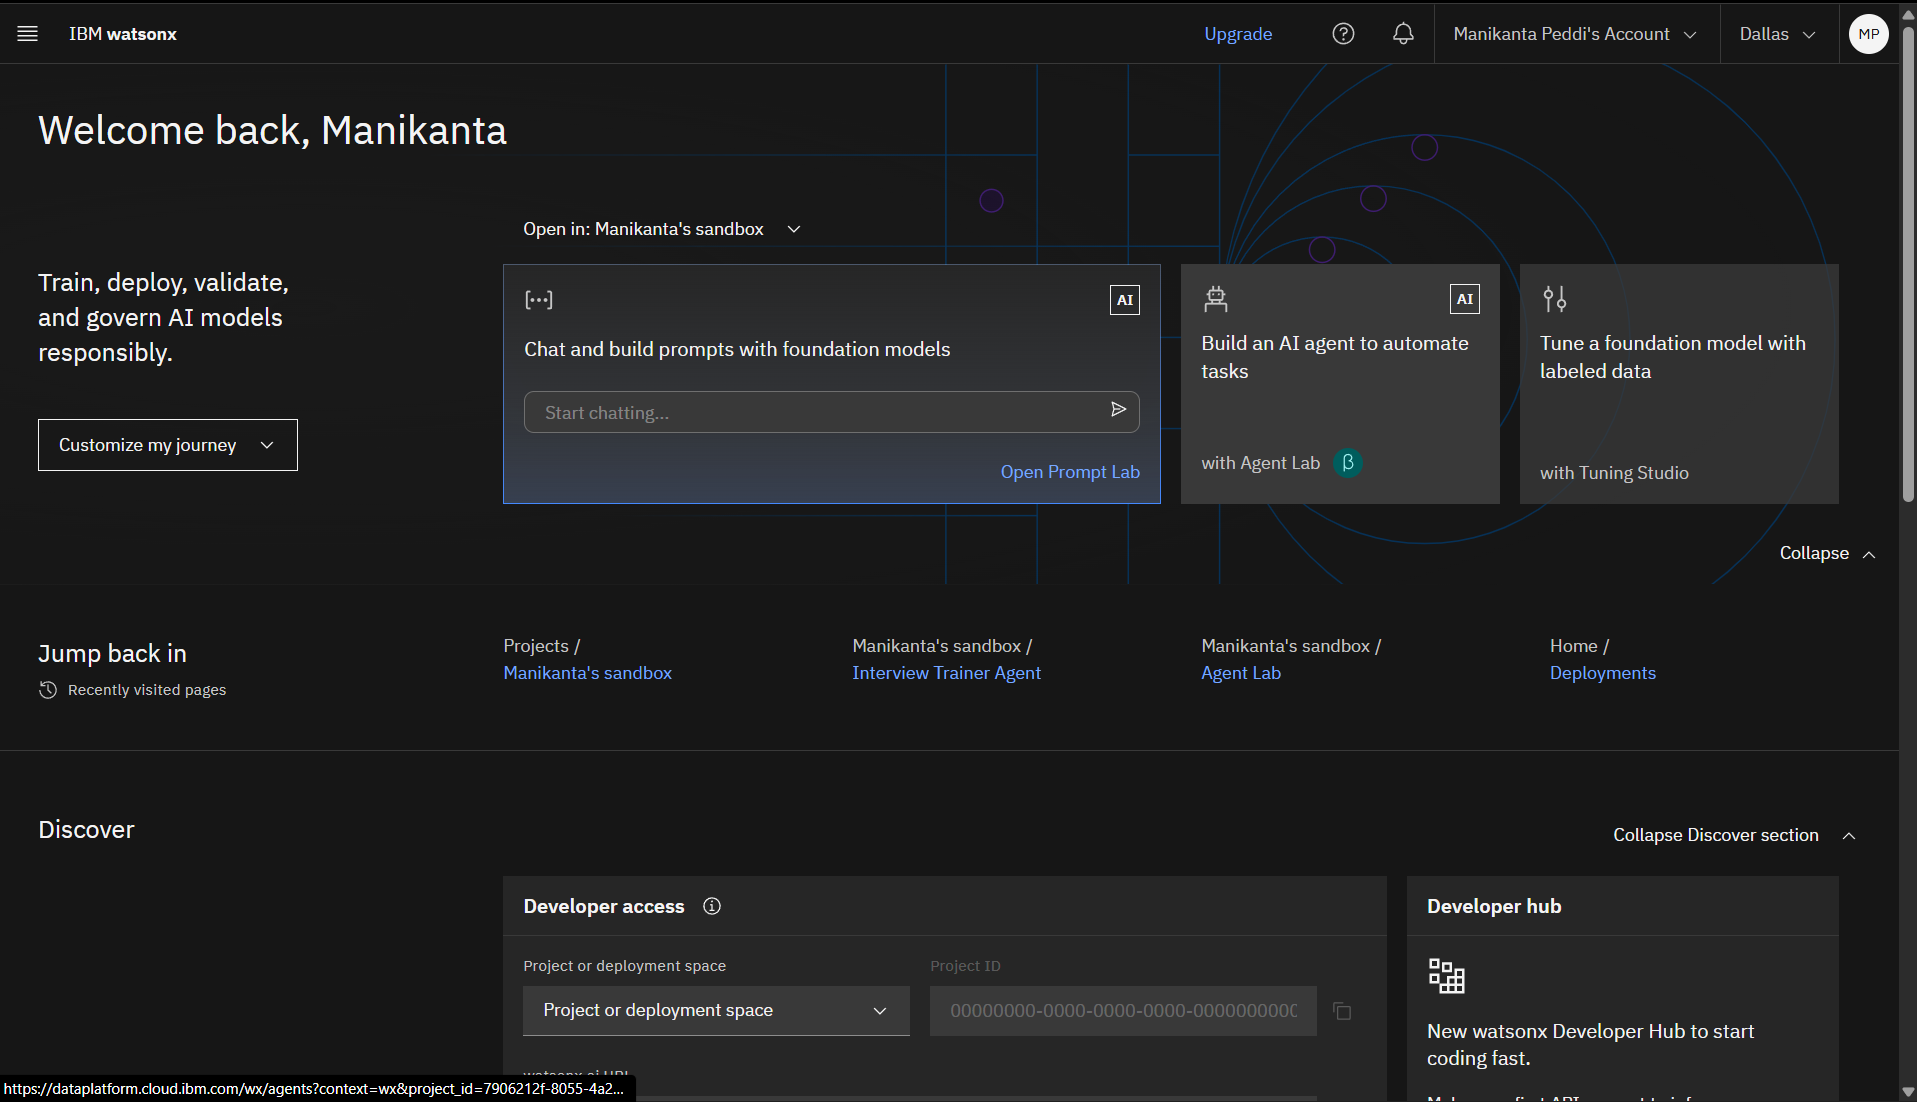 IBM watsonx
Upgrade
Manikanta Peddi's Account
Dallas
MP
Welcome back, Manikanta
Train, deploy, validate,
and govern AI models
responsibly.
Customize my journey
Open in: Manikanta's sandbox
AI
Chat and build prompts with foundation models
Start chatting...
Open Prompt Lab
AI
Build an AI agent to automate
tasks
with Agent Lab β
Tune a foundation model with
labeled data
with Tuning Studio
Collapse
Jump back in
Recently visited pages
Projects /
Manikanta's sandbox
Manikanta's sandbox /
Interview Trainer Agent
Manikanta's sandbox /
Agent Lab
Home /
Deployments
Discover
Collapse Discover section
Developer access
Project or deployment space
Project or deployment space
Project ID
00000000-0000-0000-0000-0000000000
Developer hub
New watsonx Developer Hub to start
coding fast.
https://dataplatform.cloud.ibm.com/wx/agents?context=wx&project_id=7906212f-8055-4a2...